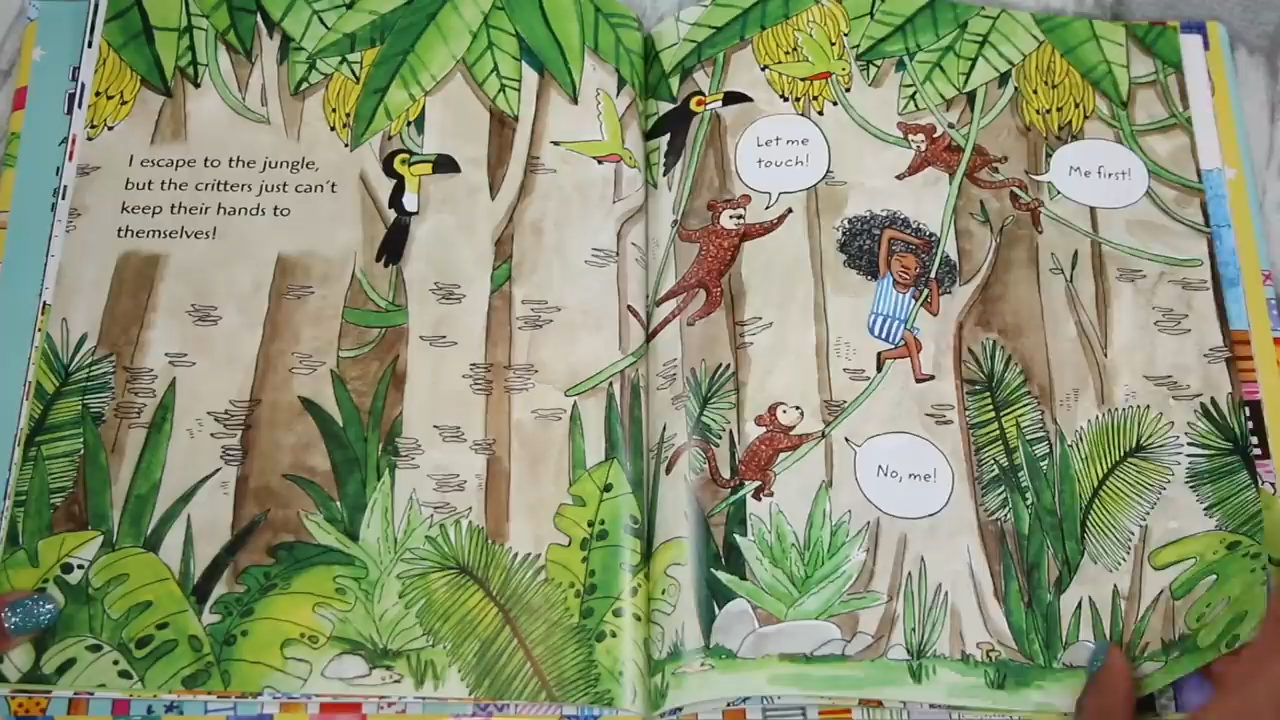 I escape to the jungle,
but the critters just can't
keep their hands to
themselves!
Let me
touch!
Me first!
No, me!